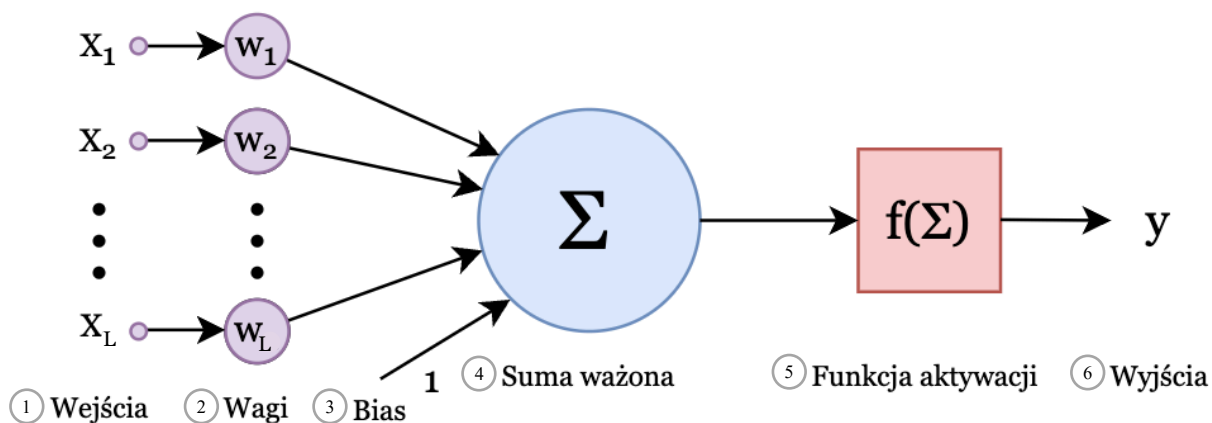 x1 w1
x2 w2
Σ f(Σ) y
xL wL
1
① Wejścia ② Wagi ③ Bias ④ Suma ważona ⑤ Funkcja aktywacji ⑥ Wyjścia